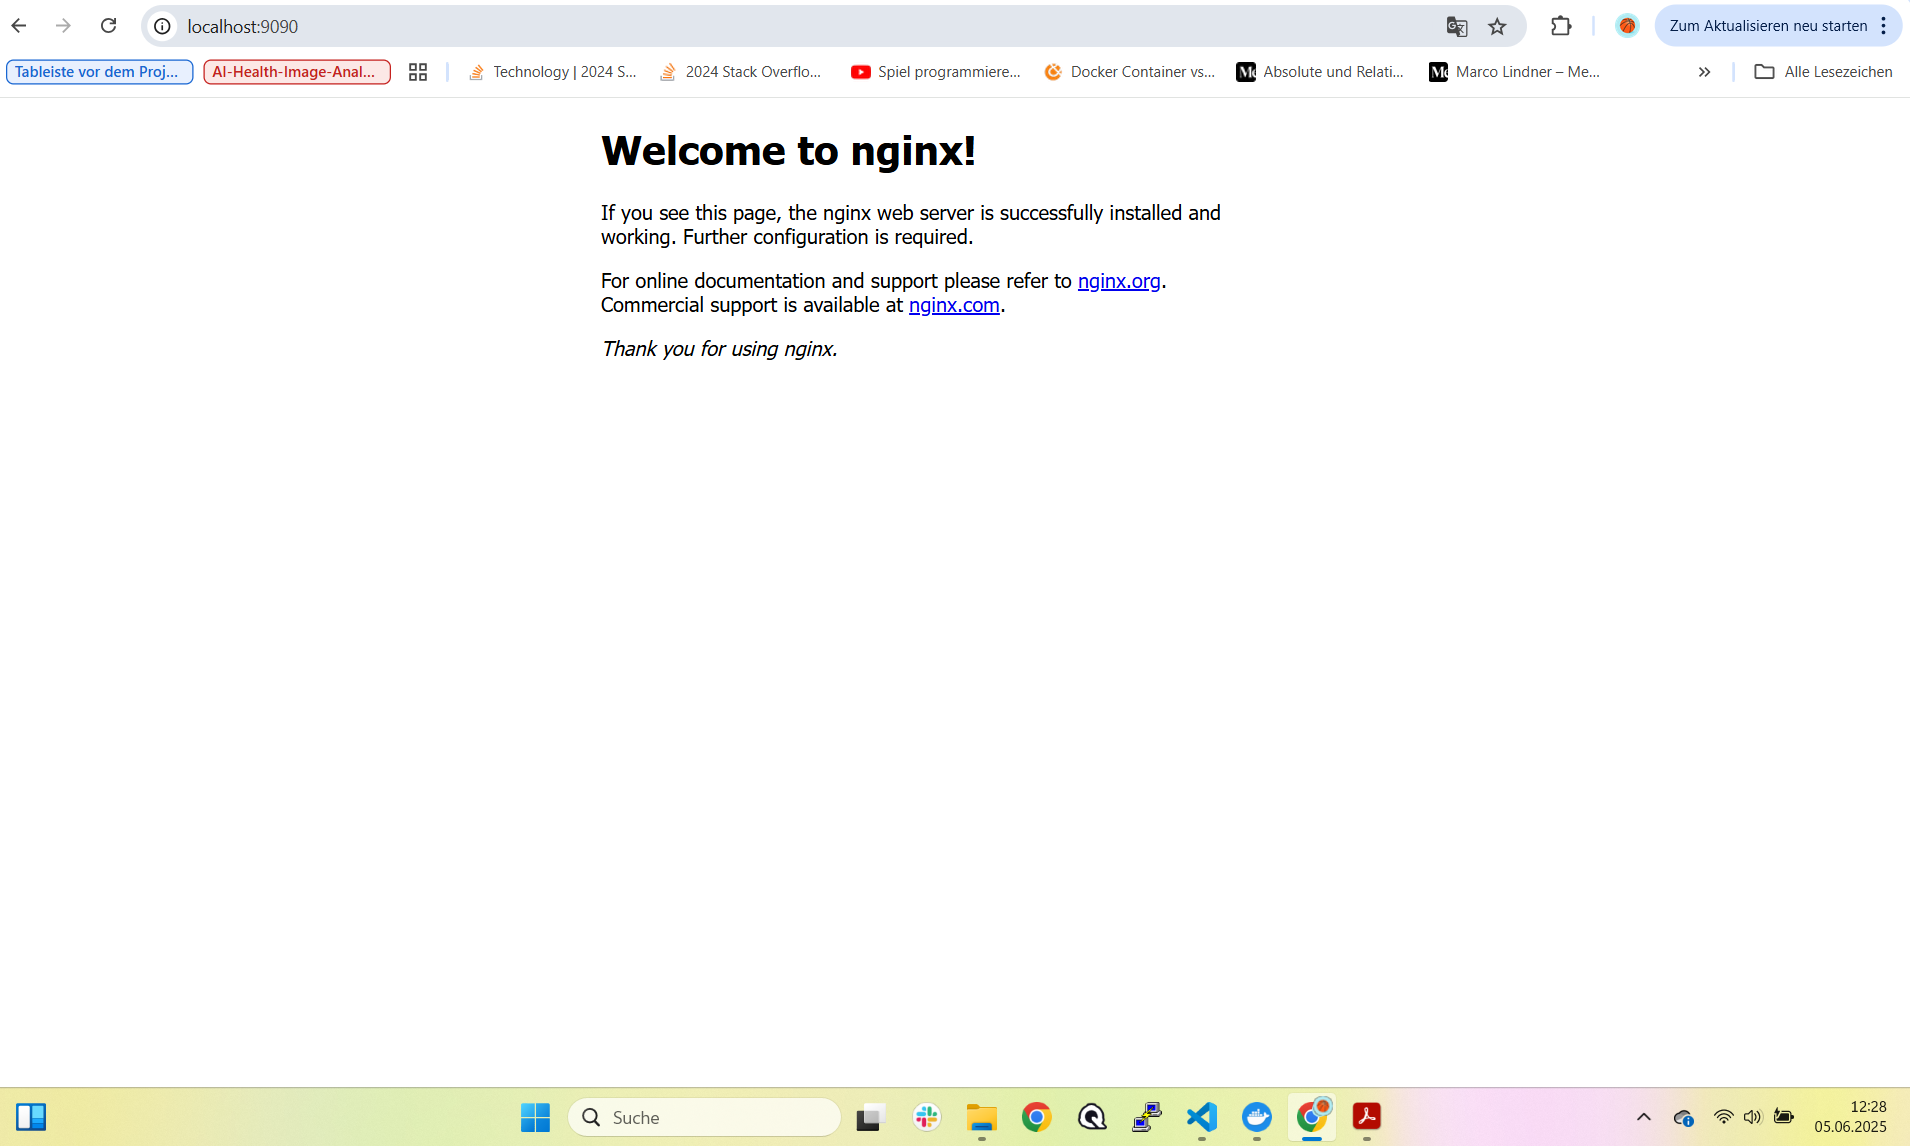 localhost:9090
Zum Aktualisieren neu starten
Tableiste vor dem Proj...
AI-Health-Image-Anal...
Technology | 2024 S...
2024 Stack Overflo...
Spiel programmiere...
Docker Container vs...
Absolute und Relati...
Marco Lindner – Me...
Alle Lesezeichen
Welcome to nginx!
If you see this page, the nginx web server is successfully installed and
working. Further configuration is required.
For online documentation and support please refer to nginx.org.
Commercial support is available at nginx.com.
Thank you for using nginx.
Suche
12:28
05.06.2025